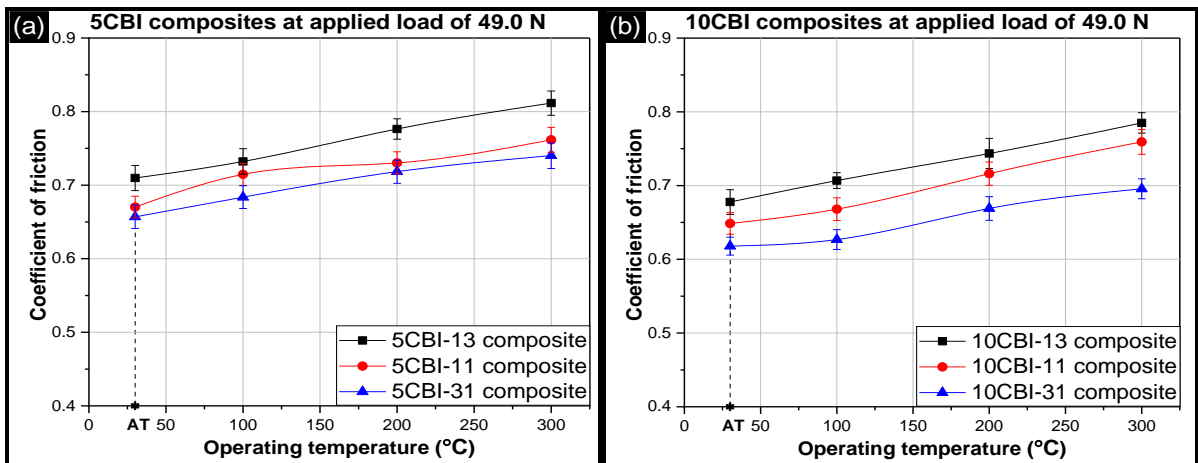 (a)
5CBI composites at applied load of 49.0 N
0.9
0.8
0.7
0.6
0.5
0.4
Coefficient of friction
5CBI-13 composite
5CBI-11 composite
5CBI-31 composite
0 AT 50 100 150 200 250 300
Operating temperature (°C)
(b)
10CBI composites at applied load of 49.0 N
0.9
0.8
0.7
0.6
0.5
0.4
Coefficient of friction
10CBI-13 composite
10CBI-11 composite
10CBI-31 composite
0 AT 50 100 150 200 250 300
Operating temperature (°C)